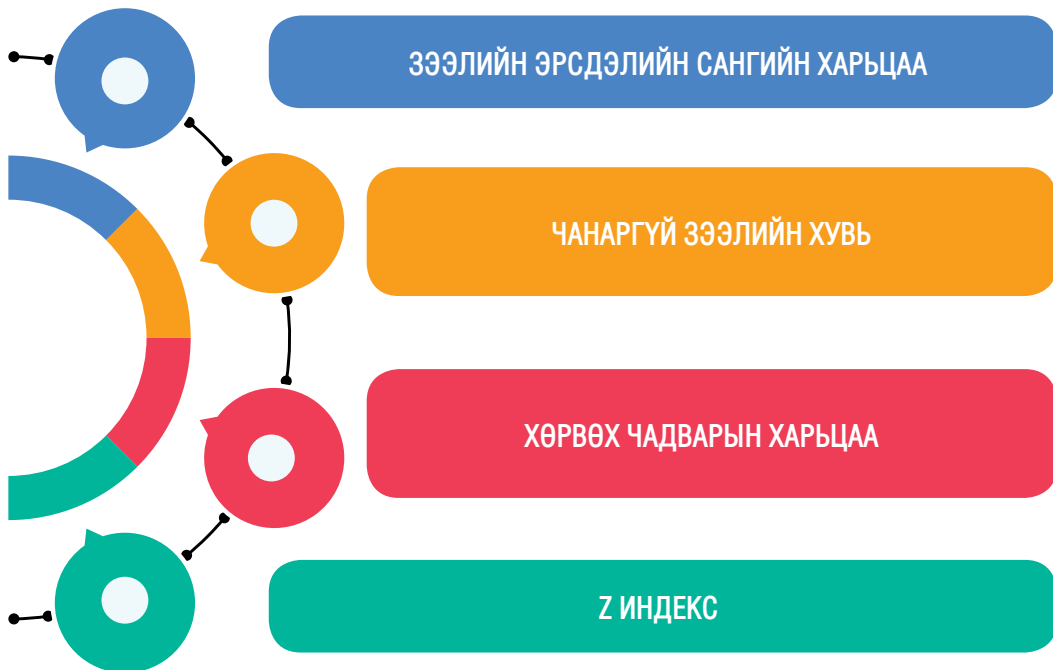 ЗЭЭЛИЙН ЭРСДЭЛИЙН САНГИЙН ХАРЬЦАА
ЧАНАРГҮЙ ЗЭЭЛИЙН ХУВЬ
ХӨРВӨХ ЧАДВАРЫН ХАРЬЦАА
Z ИНДЕКС